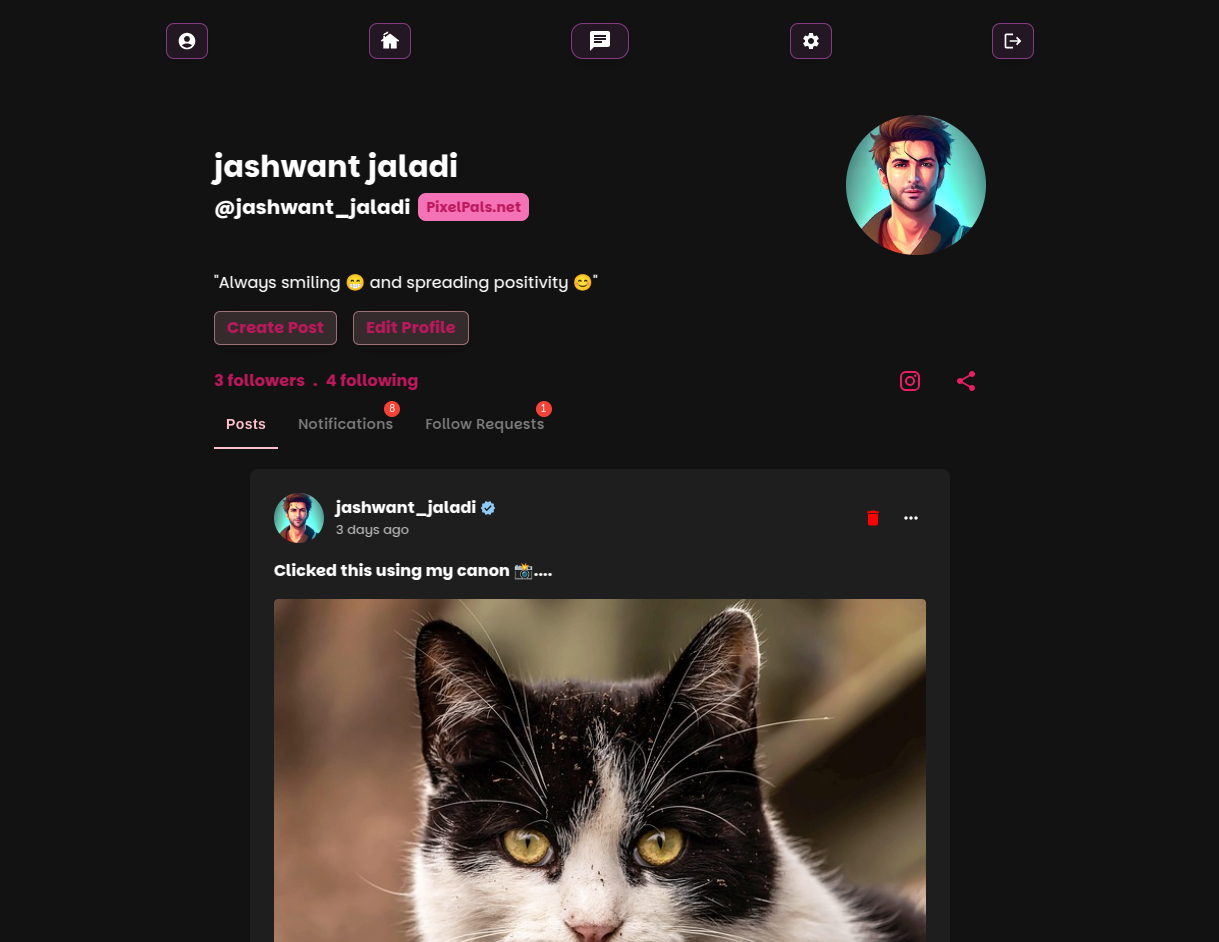 jashwant jaladi
@jashwant_jaladi PixelPals.net
"Always smiling 😁 and spreading positivity 😊"
Create Post Edit Profile
3 followers . 4 following
Posts Notifications 8 Follow Requests 1
jashwant_jaladi
3 days ago
Clicked this using my canon 📸....